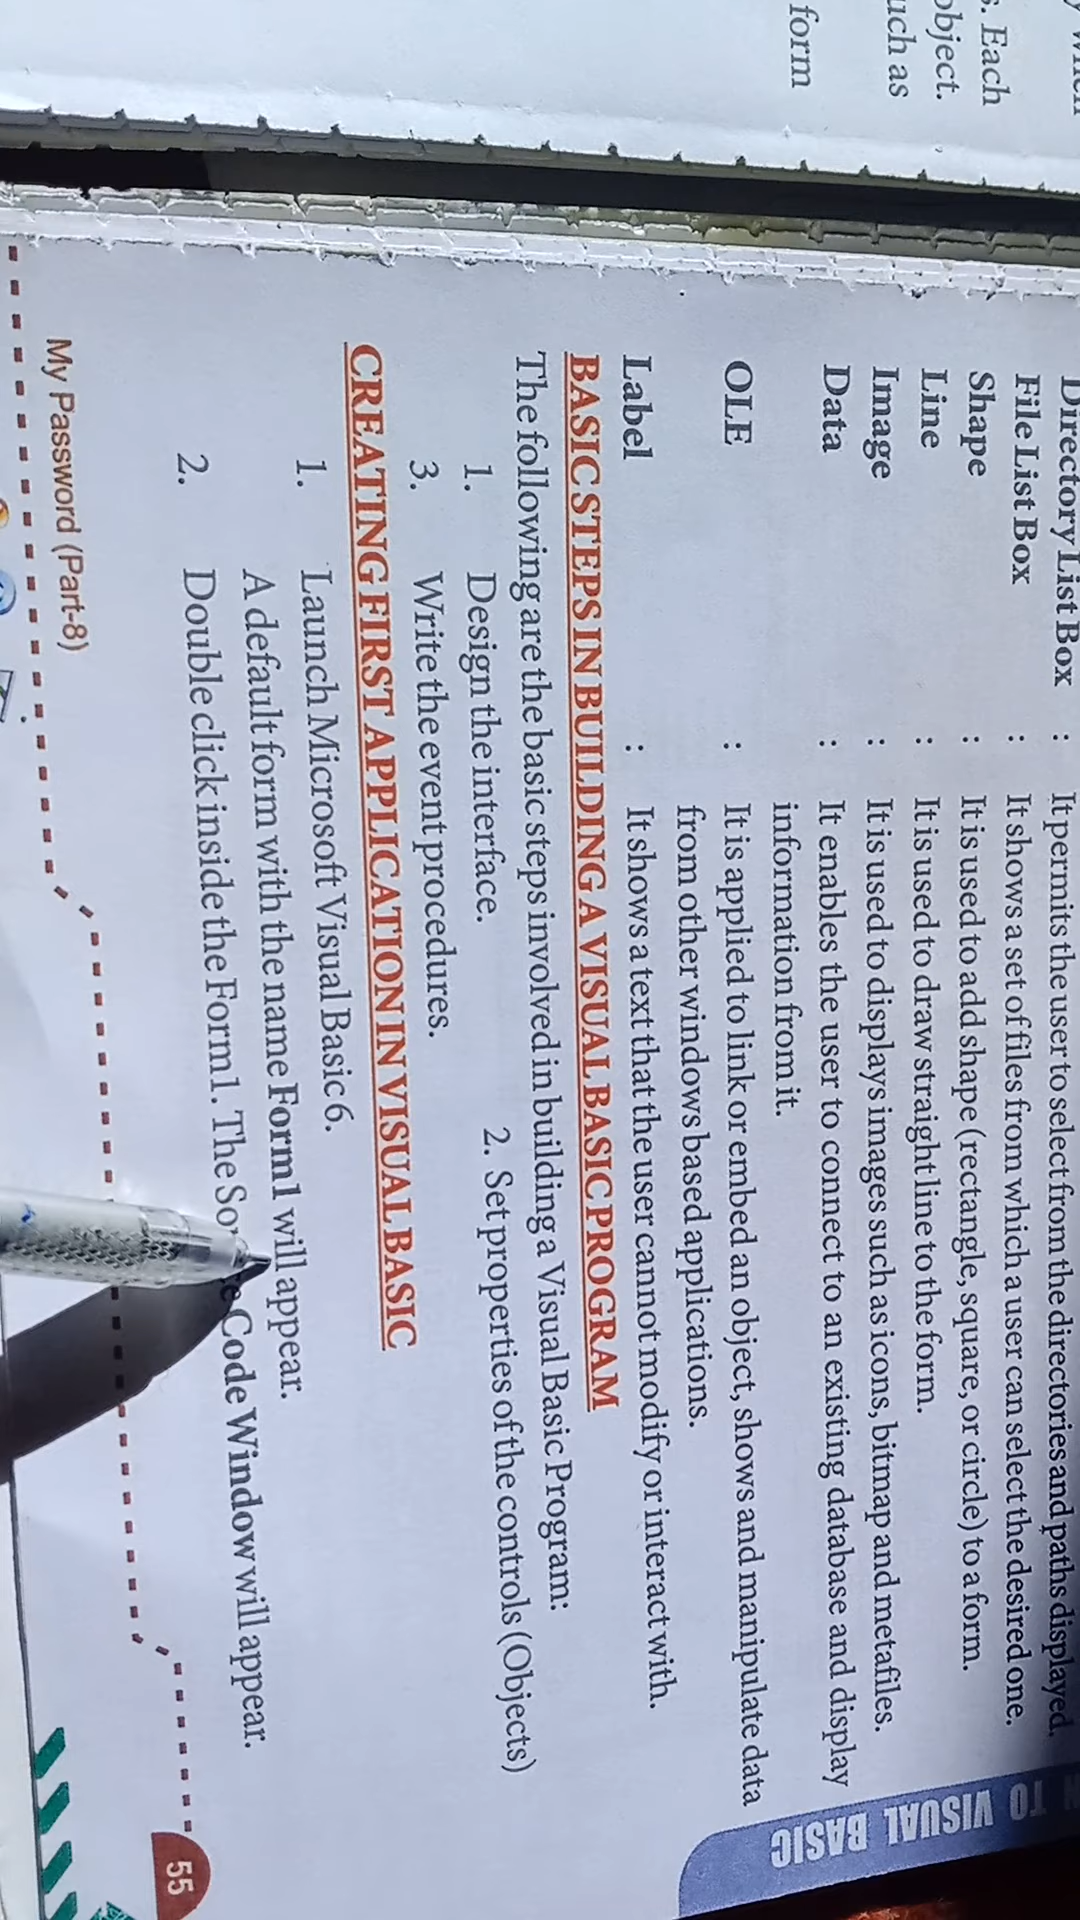 s. Each
object.
uch as
form
Directory List Box : It permits the user to select from the directories and paths displayed.
File List Box : It shows a set of files from which a user can select the desired one.
Shape : It is used to add shape (rectangle, square, or circle) to a form.
Line : It is used to draw straight line to the form.
Image : It is used to displays images such as icons, bitmap and metafiles.
Data : It enables the user to connect to an existing database and display
information from it.
OLE : It is applied to link or embed an object, shows and manipulate data
from other windows based applications.
Label : It shows a text that the user cannot modify or interact with.
BASIC STEPS IN BUILDING A VISUAL BASIC PROGRAM
The following are the basic steps involved in building a Visual Basic Program:
1. Design the interface. 2. Set properties of the controls (Objects)
3. Write the event procedures.
CREATING FIRST APPLICATION IN VISUAL BASIC
1. Launch Microsoft Visual Basic 6.
A default form with the name Form1 will appear.
2. Double click inside the Form1. The Code Window will appear.
My Password (Part-8)
55
TO VISUAL BASIC